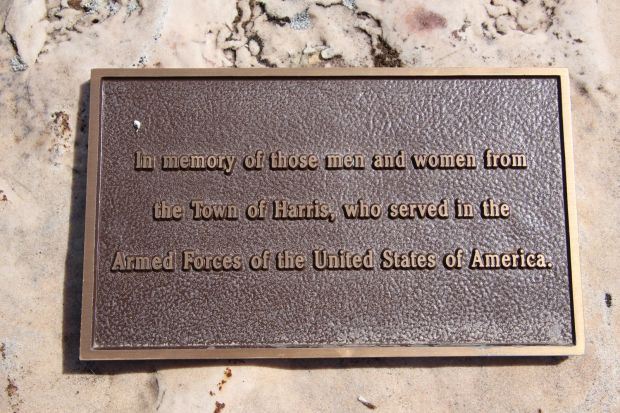 In memory of those men and women from
the Town of Harris, who served in the
Armed Forces of the United States of America.